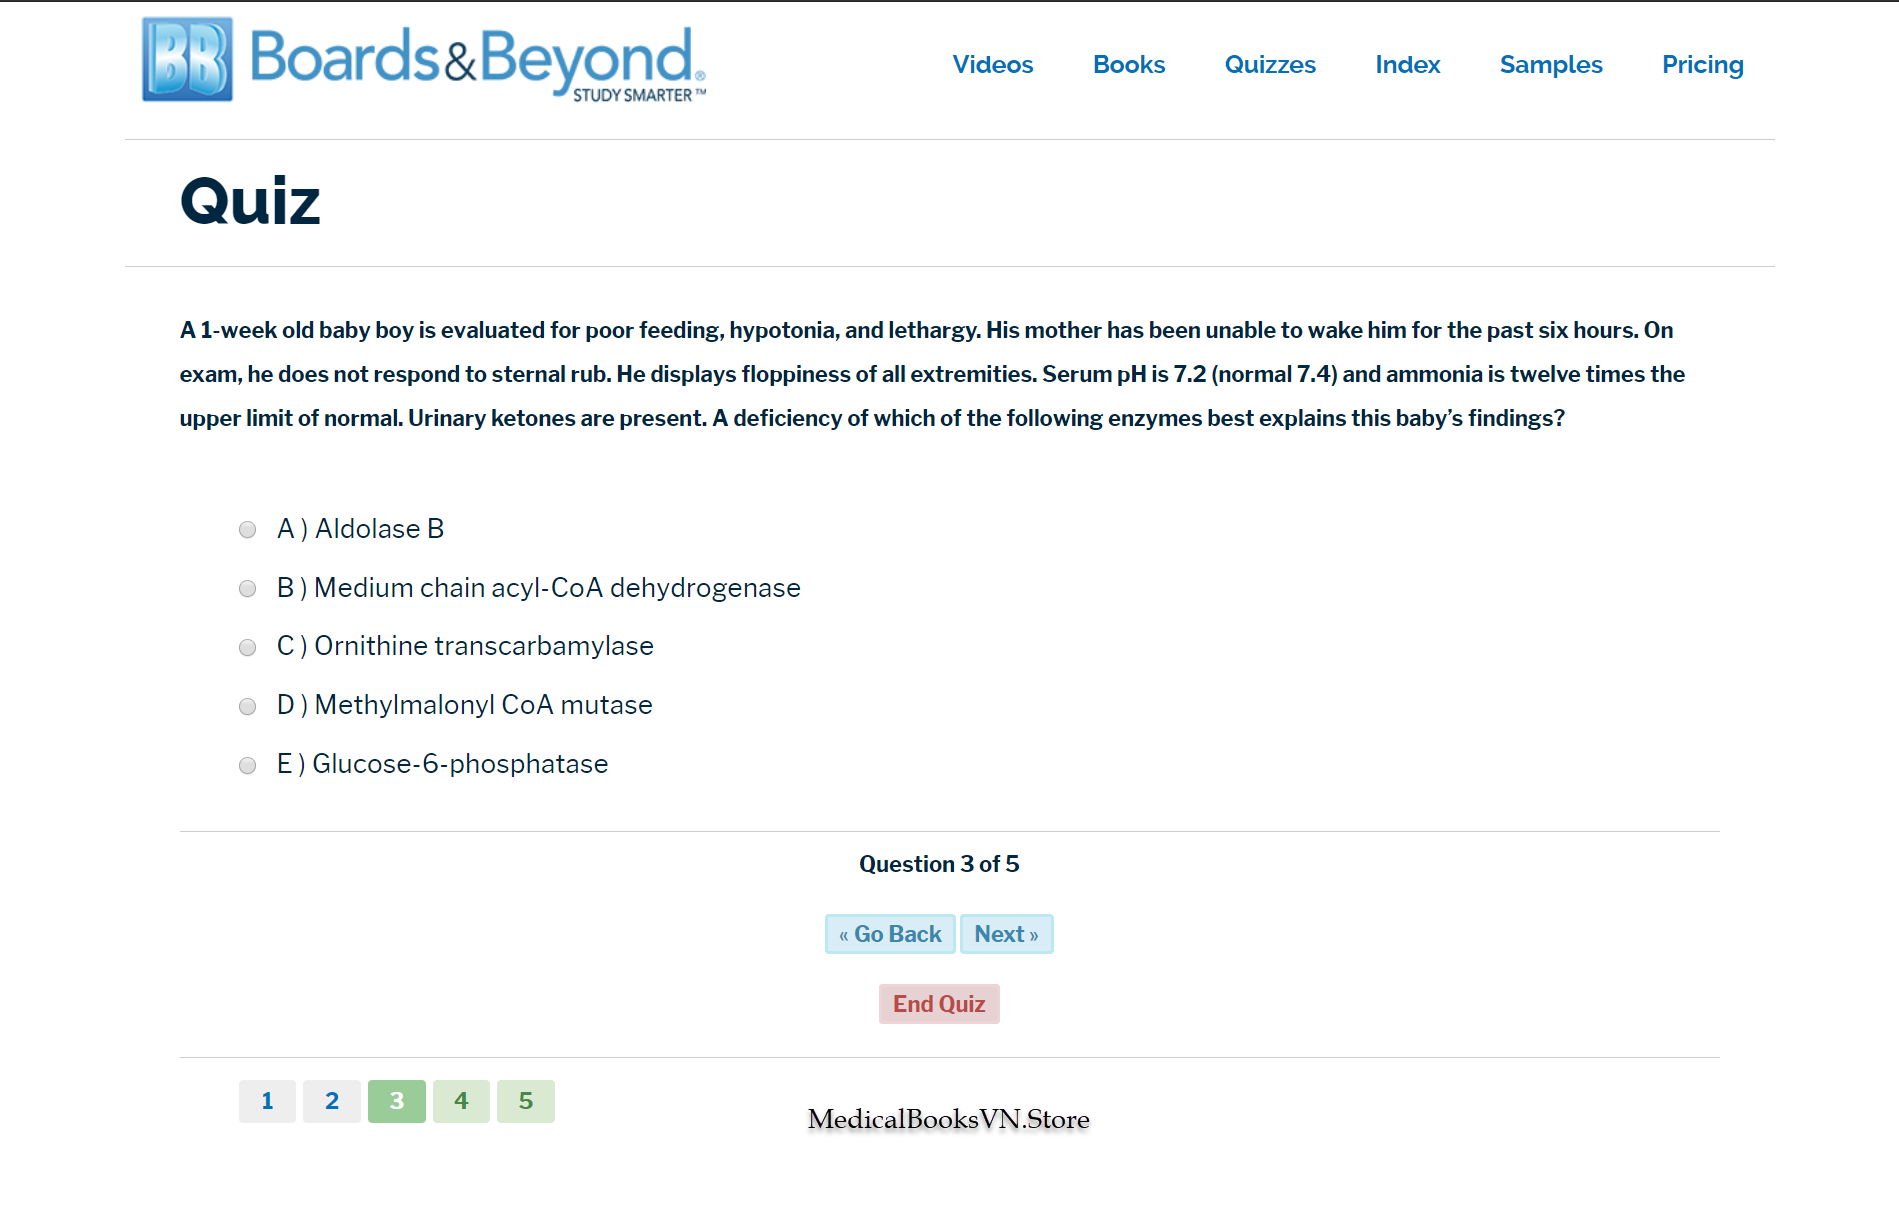 BB Boards&Beyond®
STUDY SMARTER™
Videos Books Quizzes Index Samples Pricing
Quiz
A 1-week old baby boy is evaluated for poor feeding, hypotonia, and lethargy. His mother has been unable to wake him for the past six hours. On
exam, he does not respond to sternal rub. He displays floppiness of all extremities. Serum pH is 7.2 (normal 7.4) and ammonia is twelve times the
upper limit of normal. Urinary ketones are present. A deficiency of which of the following enzymes best explains this baby’s findings?
A ) Aldolase B
B ) Medium chain acyl-CoA dehydrogenase
C ) Ornithine transcarbamylase
D ) Methylmalonyl CoA mutase
E ) Glucose-6-phosphatase
Question 3 of 5
« Go Back Next »
End Quiz
1 2 3 4 5
MedicalBooksVN.Store